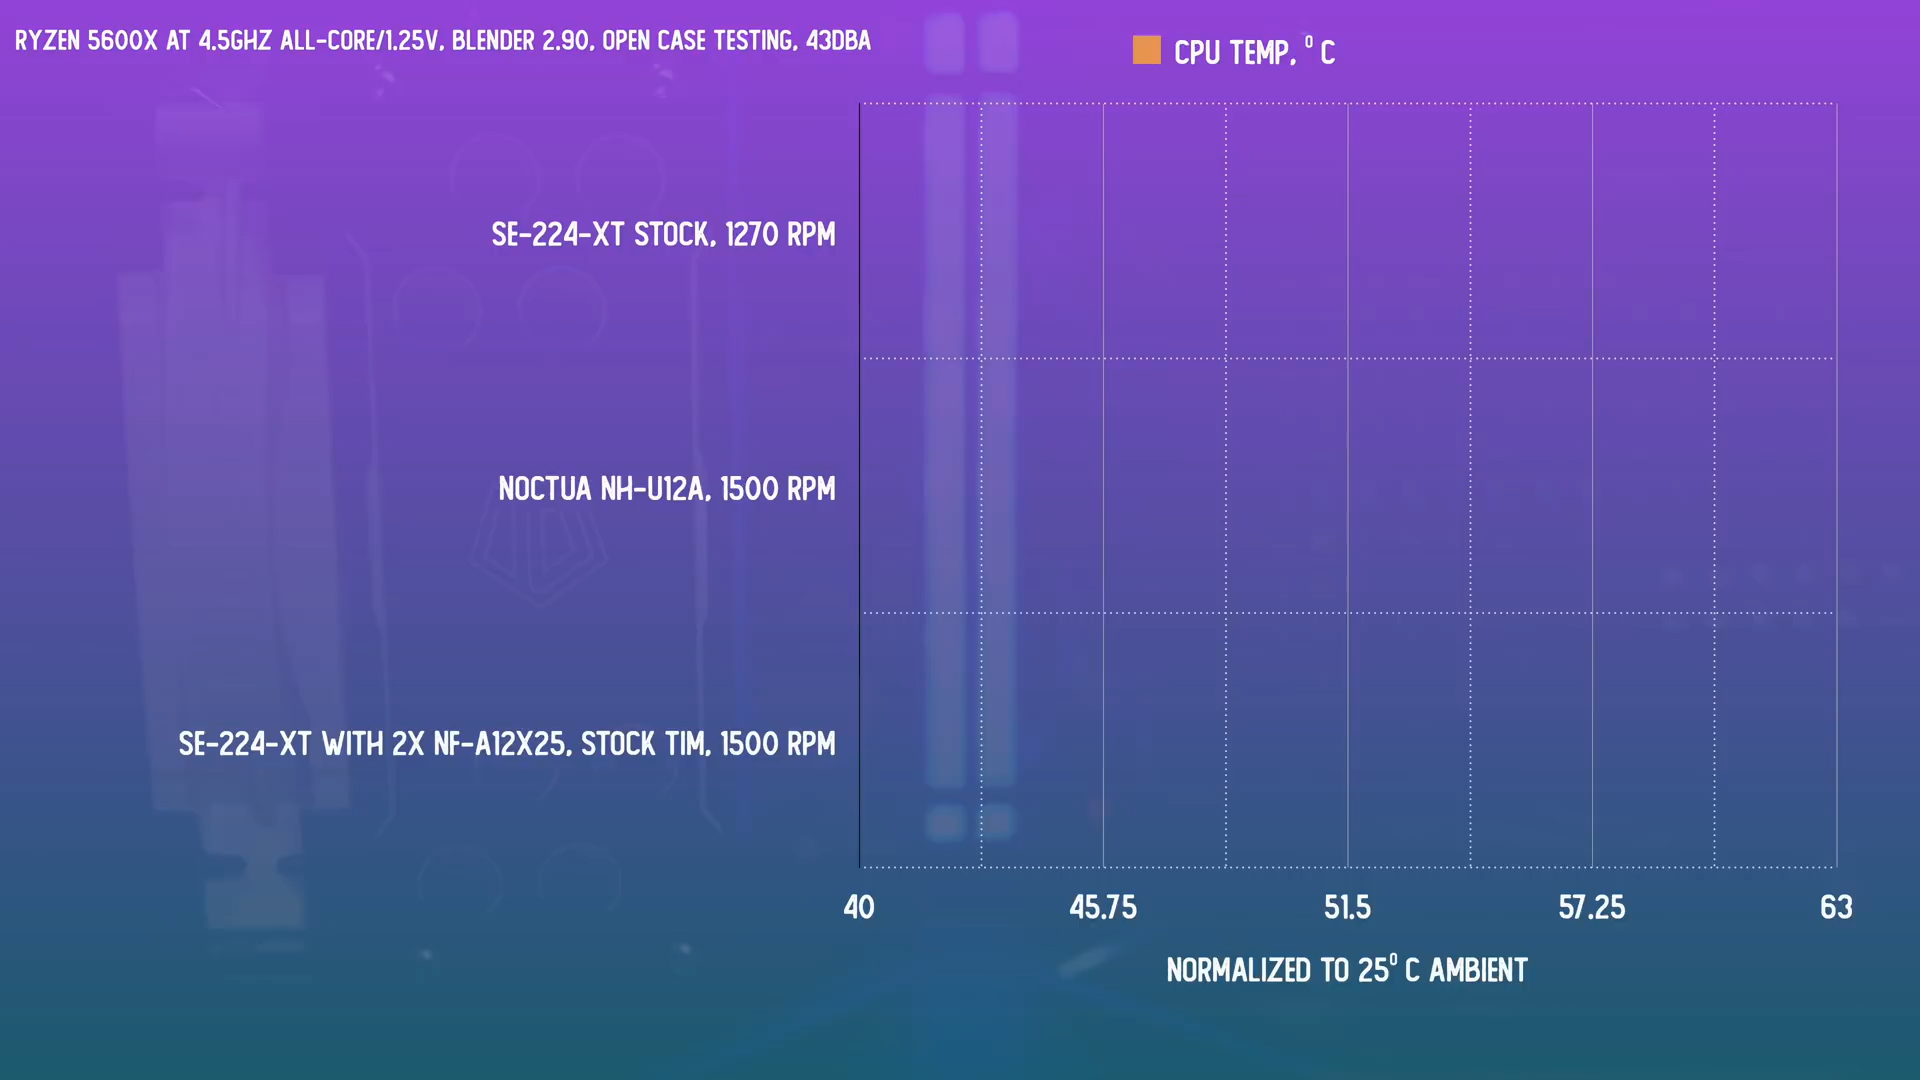 RYZEN 5600X AT 4.5GHZ ALL-CORE/1.25V, BLENDER 2.90, OPEN CASE TESTING, 43DBA
CPU TEMP, ⁰ C
SE-224-XT STOCK, 1270 RPM
NOCTUA NH-U12A, 1500 RPM
SE-224-XT WITH 2X NF-A12X25, STOCK TIM, 1500 RPM
40 45.75 51.5 57.25 63
NORMALIZED TO 25⁰ C AMBIENT